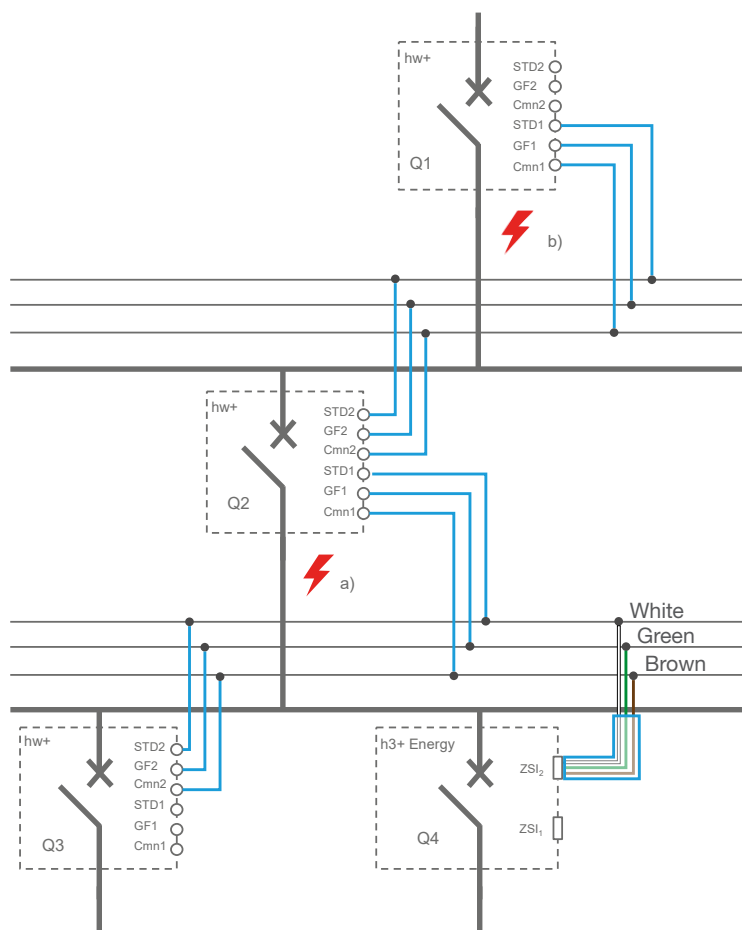 hw+
STD2
GF2
Cmn2
STD1
GF1
Cmn1
Q1
b)
hw+
STD2
GF2
Cmn2
STD1
GF1
Cmn1
Q2
a)
White
Green
Brown
hw+
STD2
GF2
Cmn2
STD1
GF1
Cmn1
Q3
h3+ Energy
ZSI₂
ZSI₁
Q4